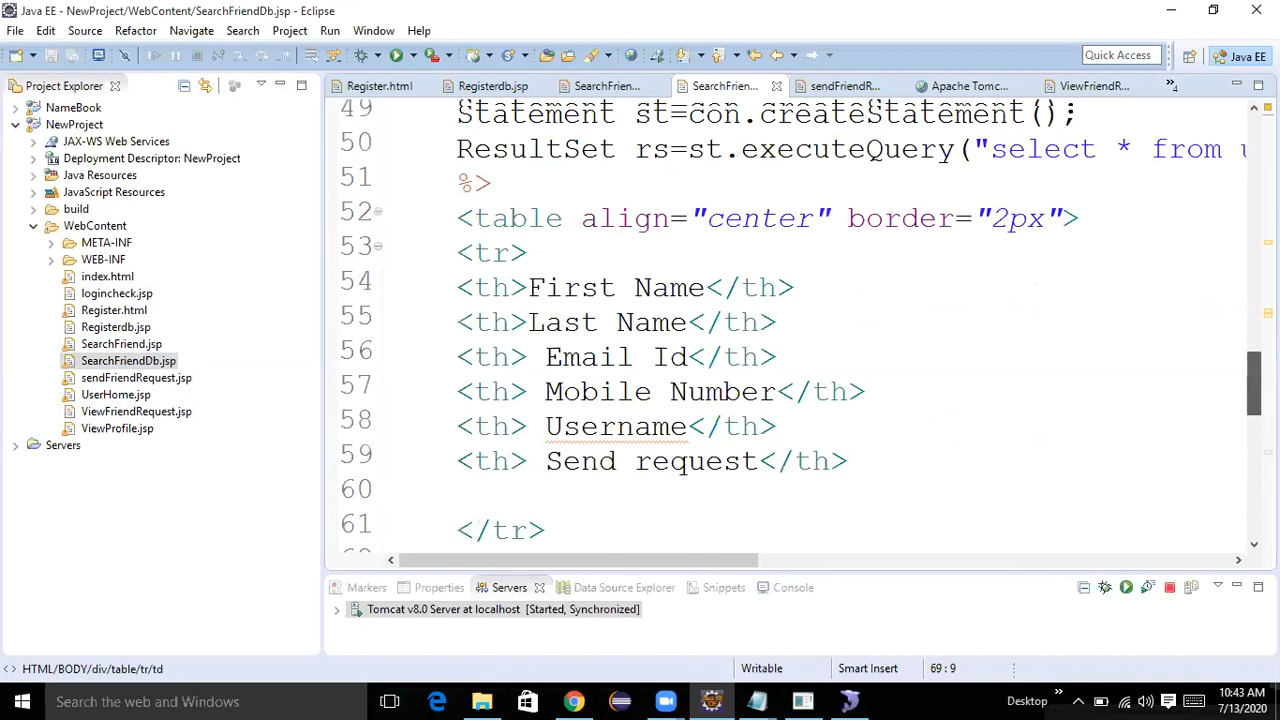 Java EE - NewProject/WebContent/SearchFriendDb.jsp - Eclipse
File Edit Source Refactor Navigate Search Project Run Window Help
Quick Access
Java EE
Project Explorer
NameBook
NewProject
JAX-WS Web Services
Deployment Descriptor: NewProject
Java Resources
JavaScript Resources
build
WebContent
META-INF
WEB-INF
index.html
logincheck.jsp
Register.html
Registerdb.jsp
SearchFriend.jsp
SearchFriendDb.jsp
sendFriendRequest.jsp
UserHome.jsp
ViewFriendRequest.jsp
ViewProfile.jsp
Servers
Register.html Registerdb.jsp SearchFrien... SearchFrien... sendFriendR... Apache Tomc... ViewFriendR... »4
49 Statement st=con.createStatement();
50 ResultSet rs=st.executeQuery("select * from
51 %>
52 <table align="center" border="2px">
53 <tr>
54 <th>First Name</th>
55 <th>Last Name</th>
56 <th> Email Id</th>
57 <th> Mobile Number</th>
58 <th> Username</th>
59 <th> Send request</th>
60
61 </tr>
Markers Properties Servers Data Source Explorer Snippets Console
Tomcat v8.0 Server at localhost [Started, Synchronized]
HTML/BODY/div/table/tr/td
Writable
Smart Insert
69 : 9
Search the web and Windows
Desktop
10:43 AM
7/13/2020